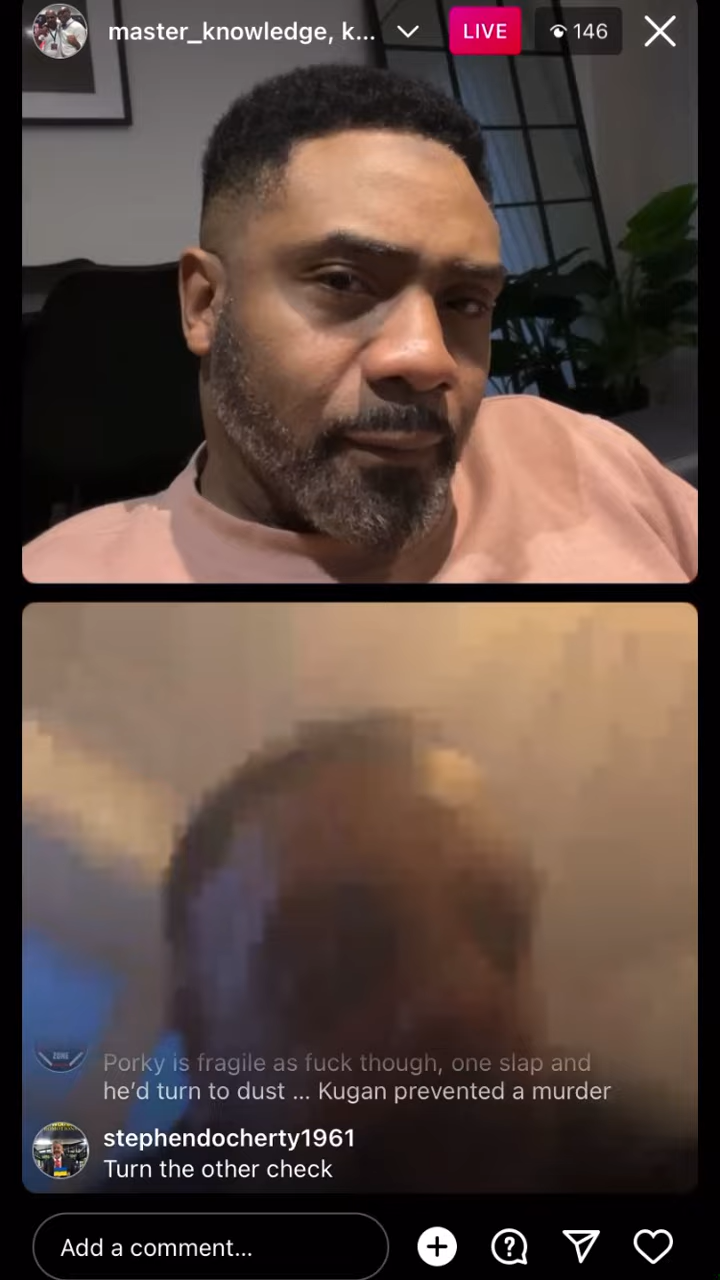 master_knowledge, k...
LIVE
146
ZONE
Porky is fragile as fuck though, one slap and
he'd turn to dust ... Kugan prevented a murder
stephendocherty1961
Turn the other check
Add a comment...